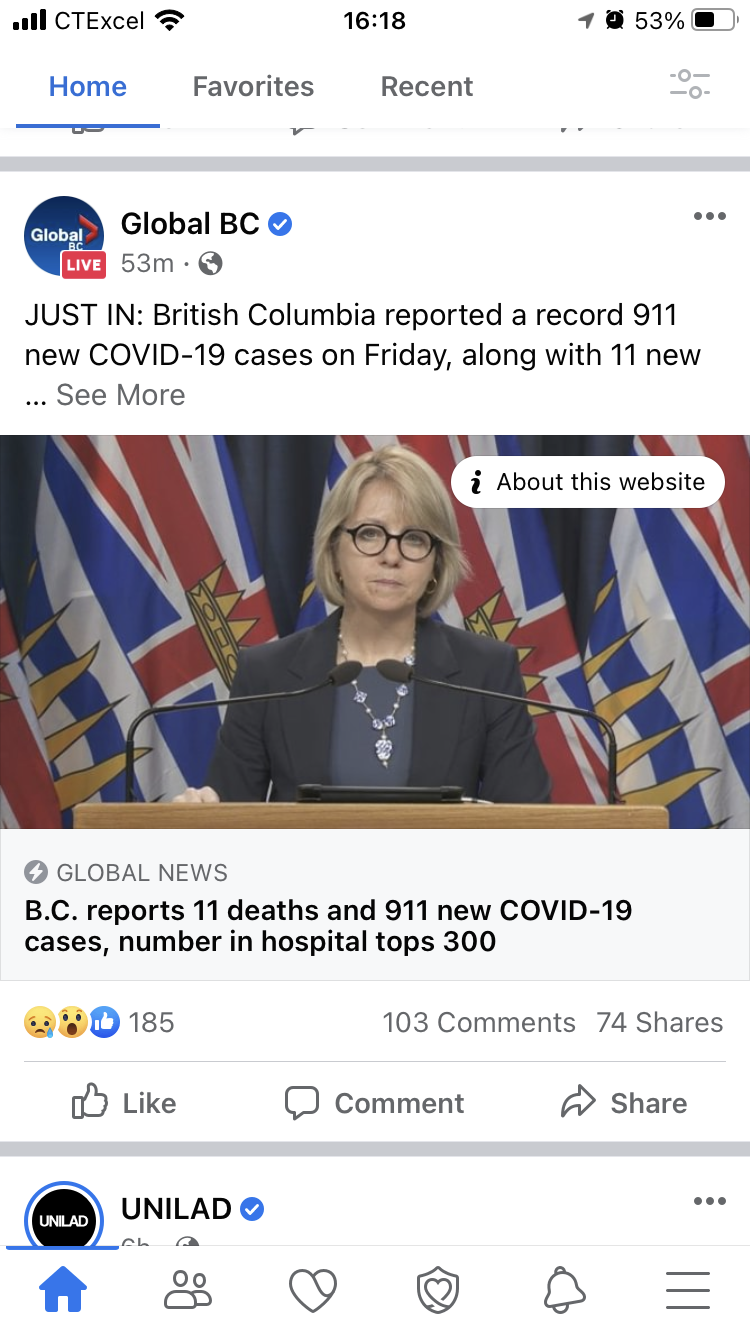 CTExcel 16:18 53%
Home Favorites Recent
Global BC
Global
BC
LIVE
53m ·
JUST IN: British Columbia reported a record 911
new COVID-19 cases on Friday, along with 11 new
... See More
i About this website
GLOBAL NEWS
B.C. reports 11 deaths and 911 new COVID-19
cases, number in hospital tops 300
185 103 Comments 74 Shares
Like Comment Share
UNILAD
UNILAD